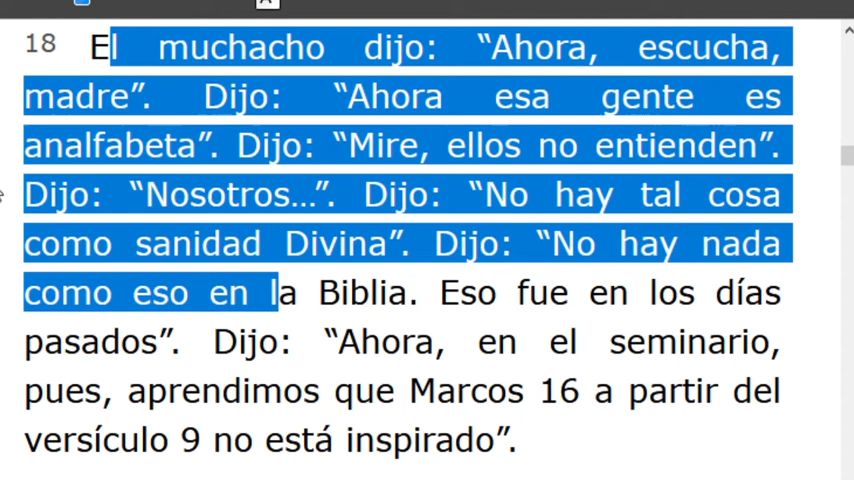 18 El muchacho dijo: “Ahora, escucha,
madre”. Dijo: “Ahora esa gente es
analfabeta”. Dijo: “Mire, ellos no entienden”.
Dijo: “Nosotros...”. Dijo: “No hay tal cosa
como sanidad Divina”. Dijo: “No hay nada
como eso en la Biblia. Eso fue en los días
pasados”. Dijo: “Ahora, en el seminario,
pues, aprendimos que Marcos 16 a partir del
versículo 9 no está inspirado”.